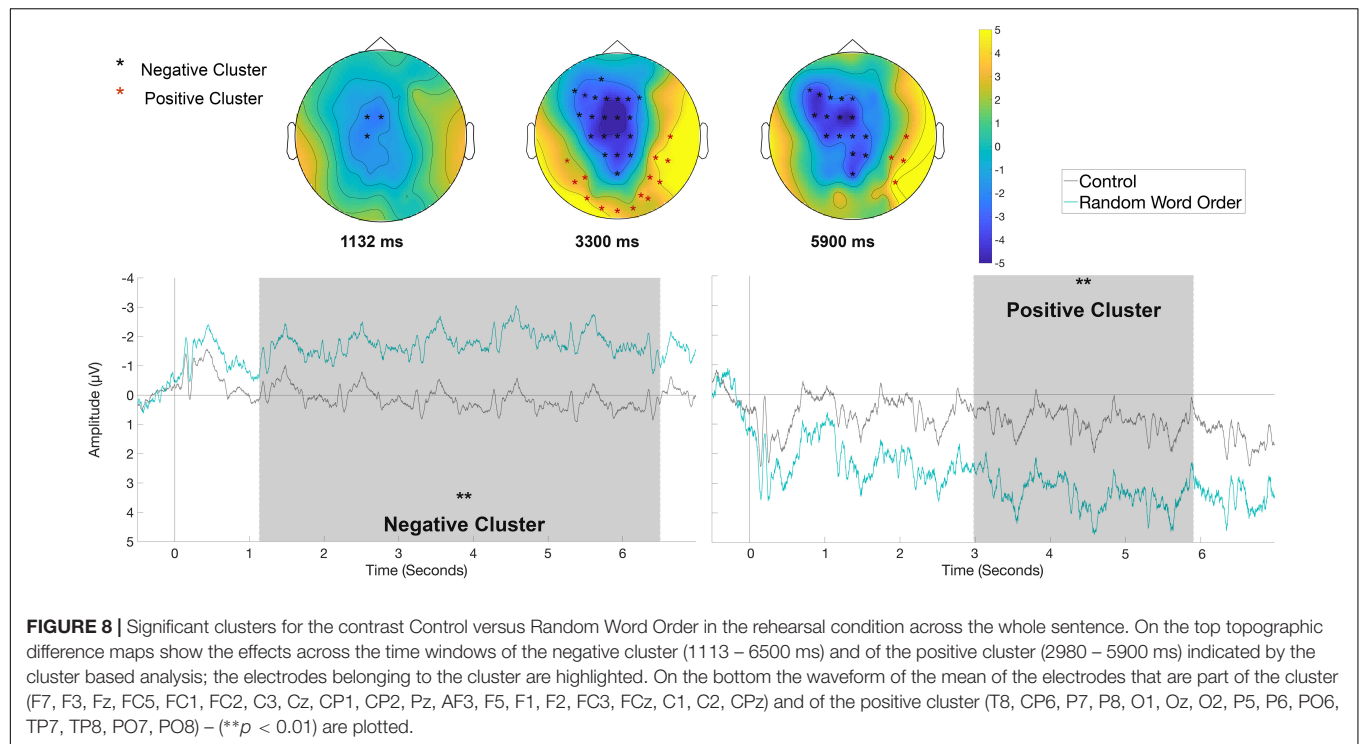 * Negative Cluster
* Positive Cluster
1132 ms
3300 ms
5900 ms
5
4
3
2
1
0
-1
-2
-3
-4
-5
Control
Random Word Order
-4
-3
-2
-1
0
1
2
3
4
5
Amplitude (µV)
**
Negative Cluster
0 1 2 3 4 5 6
Time (Seconds)
**
Positive Cluster
0 1 2 3 4 5 6
Time (Seconds)
FIGURE 8 | Significant clusters for the contrast Control versus Random Word Order in the rehearsal condition across the whole sentence. On the top topographic
difference maps show the effects across the time windows of the negative cluster (1113 – 6500 ms) and of the positive cluster (2980 – 5900 ms) indicated by the
cluster based analysis; the electrodes belonging to the cluster are highlighted. On the bottom the waveform of the mean of the electrodes that are part of the cluster
(F7, F3, Fz, FC5, FC1, FC2, C3, Cz, CP1, CP2, Pz, AF3, F5, F1, F2, FC3, FCz, C1, C2, CPz) and of the positive cluster (T8, CP6, P7, P8, O1, Oz, O2, P5, P6, PO6,
TP7, TP8, PO7, PO8) – (**p < 0.01) are plotted.